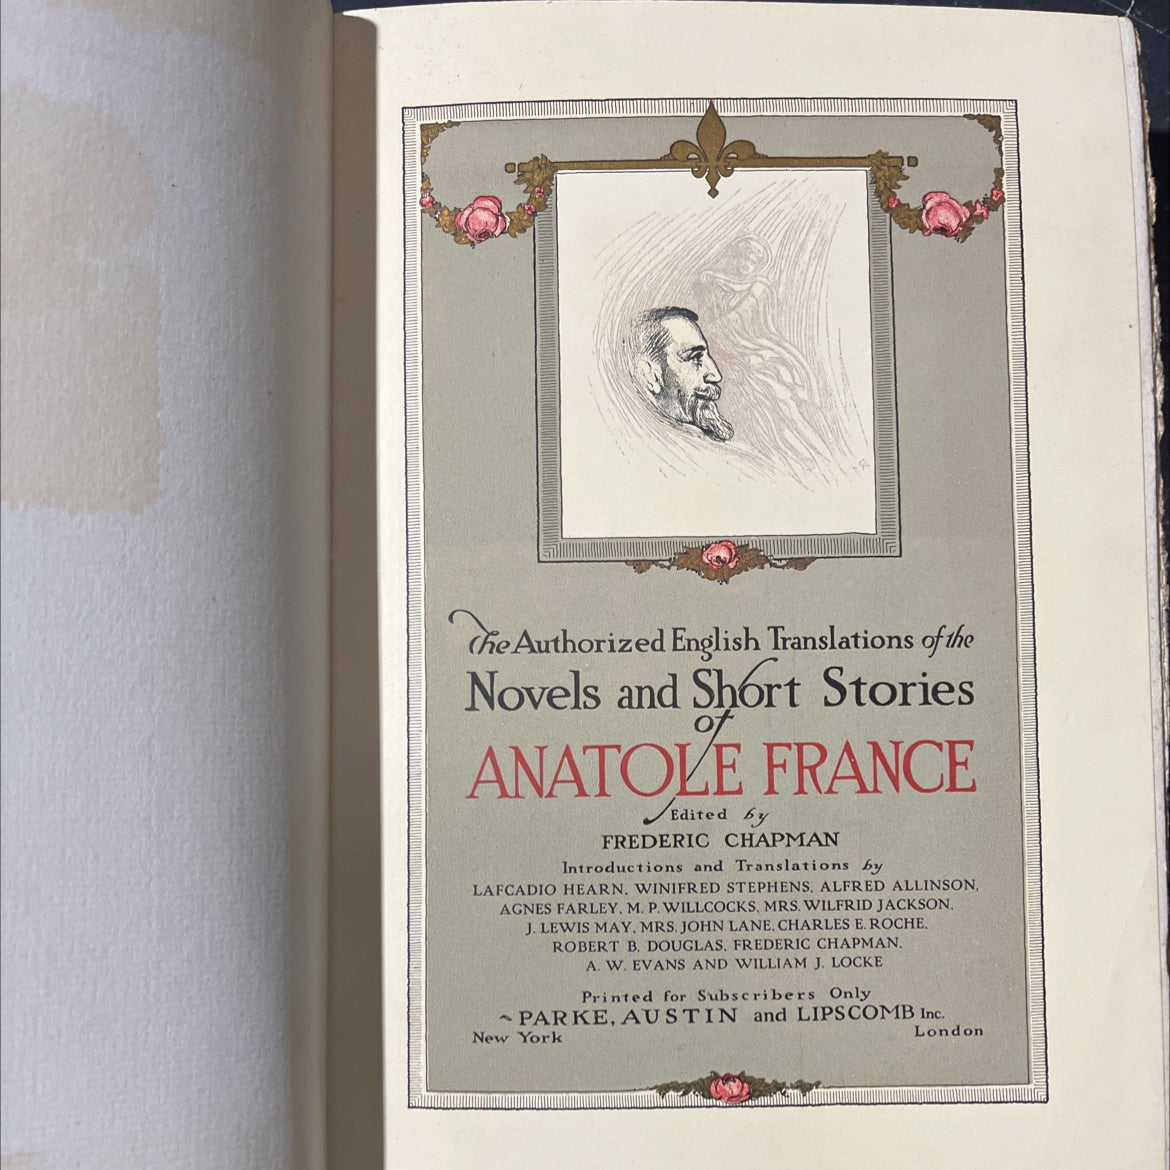 The Authorized English Translations of the
Novels and Short Stories
of
ANATOLE FRANCE
Edited by
FREDERIC CHAPMAN
Introductions and Translations by
LAFCADIO HEARN, WINIFRED STEPHENS, ALFRED ALLINSON,
AGNES FARLEY, M. P. WILLCOCKS, MRS. WILFRID JACKSON,
J. LEWIS MAY, MRS. JOHN LANE, CHARLES E. ROCHE,
ROBERT B. DOUGLAS, FREDERIC CHAPMAN,
A. W. EVANS AND WILLIAM J. LOCKE
Printed for Subscribers Only
~PARKE, AUSTIN and LIPSCOMB Inc.
New York London